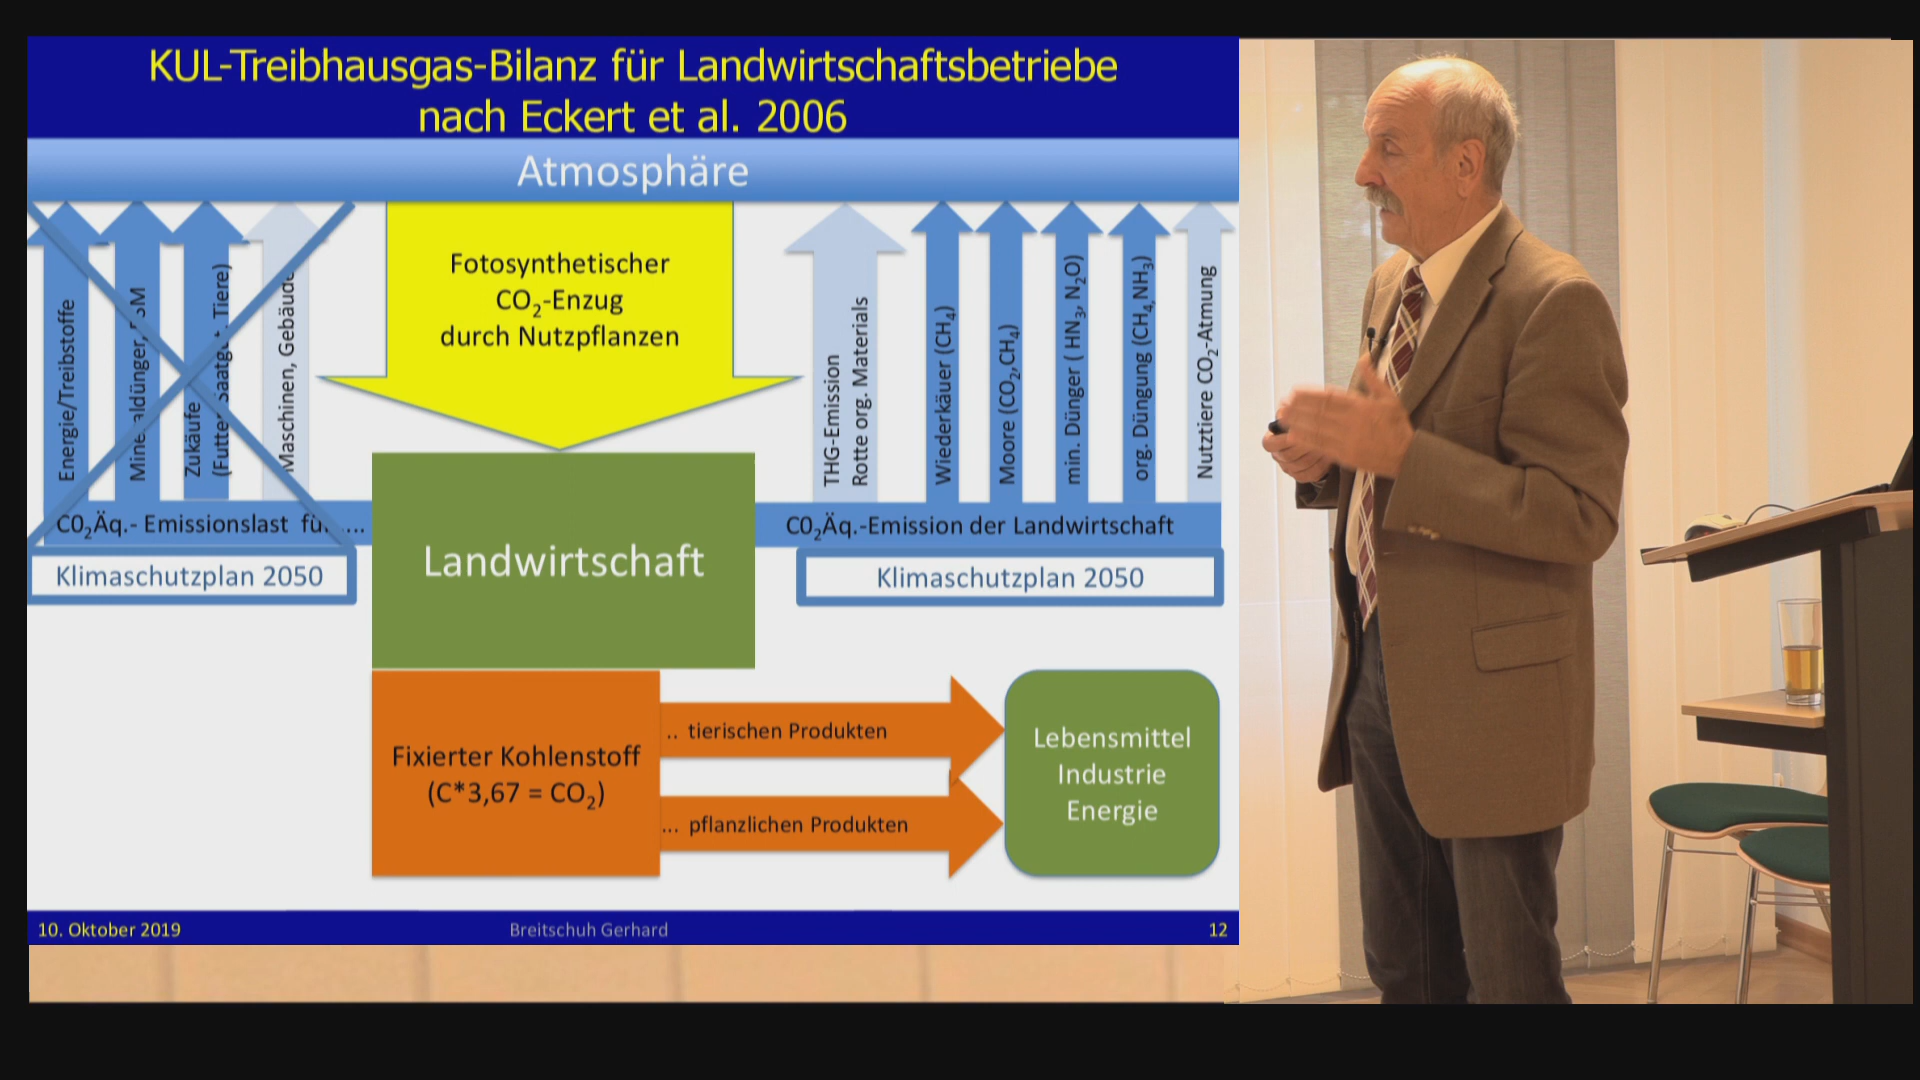 KUL-Treibhausgas-Bilanz für Landwirtschaftsbetriebe
nach Eckert et al. 2006
Atmosphäre
Energie/Treibstoffe
Mineraldünger, PSM
Zukäufe
(Futter, Saatgut, Tiere)
Maschinen, Gebäude
Fotosynthetischer
CO₂-Enzug
durch Nutzpflanzen
THG-Emission
Rotte org. Materials
Wiederkäuer (CH₄)
Moore (CO₂,CH₄)
min. Dünger ( HN₃, N₂O)
org. Düngung (CH₄,NH₃)
Nutztiere CO₂-Atmung
C0₂Äq.- Emissionslast für ...
C0₂Äq.-Emission der Landwirtschaft
Klimaschutzplan 2050
Landwirtschaft
Klimaschutzplan 2050
Fixierter Kohlenstoff
(C*3,67 = CO₂)
.. tierischen Produkten
... pflanzlichen Produkten
Lebensmittel
Industrie
Energie
10. Oktober 2019
Breitschuh Gerhard
12